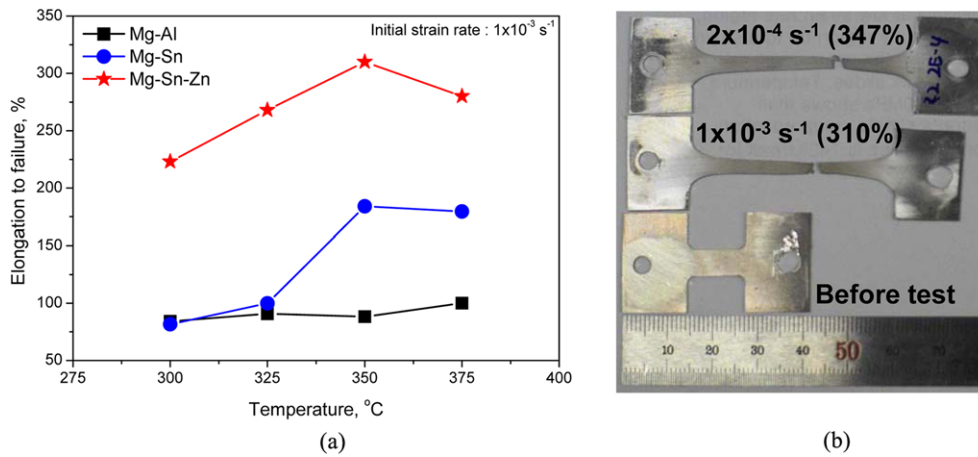 350
300
250
200
150
100
50
Elongation to failure, %
Mg-Al
Mg-Sn
Mg-Sn-Zn
Initial strain rate : 1x10⁻³ s⁻¹
275 300 325 350 375 400
Temperature, °C
(a)
2x10⁻⁴ s⁻¹ (347%)
1x10⁻³ s⁻¹ (310%)
Before test
10 20 30 40 50 60 70
(b)